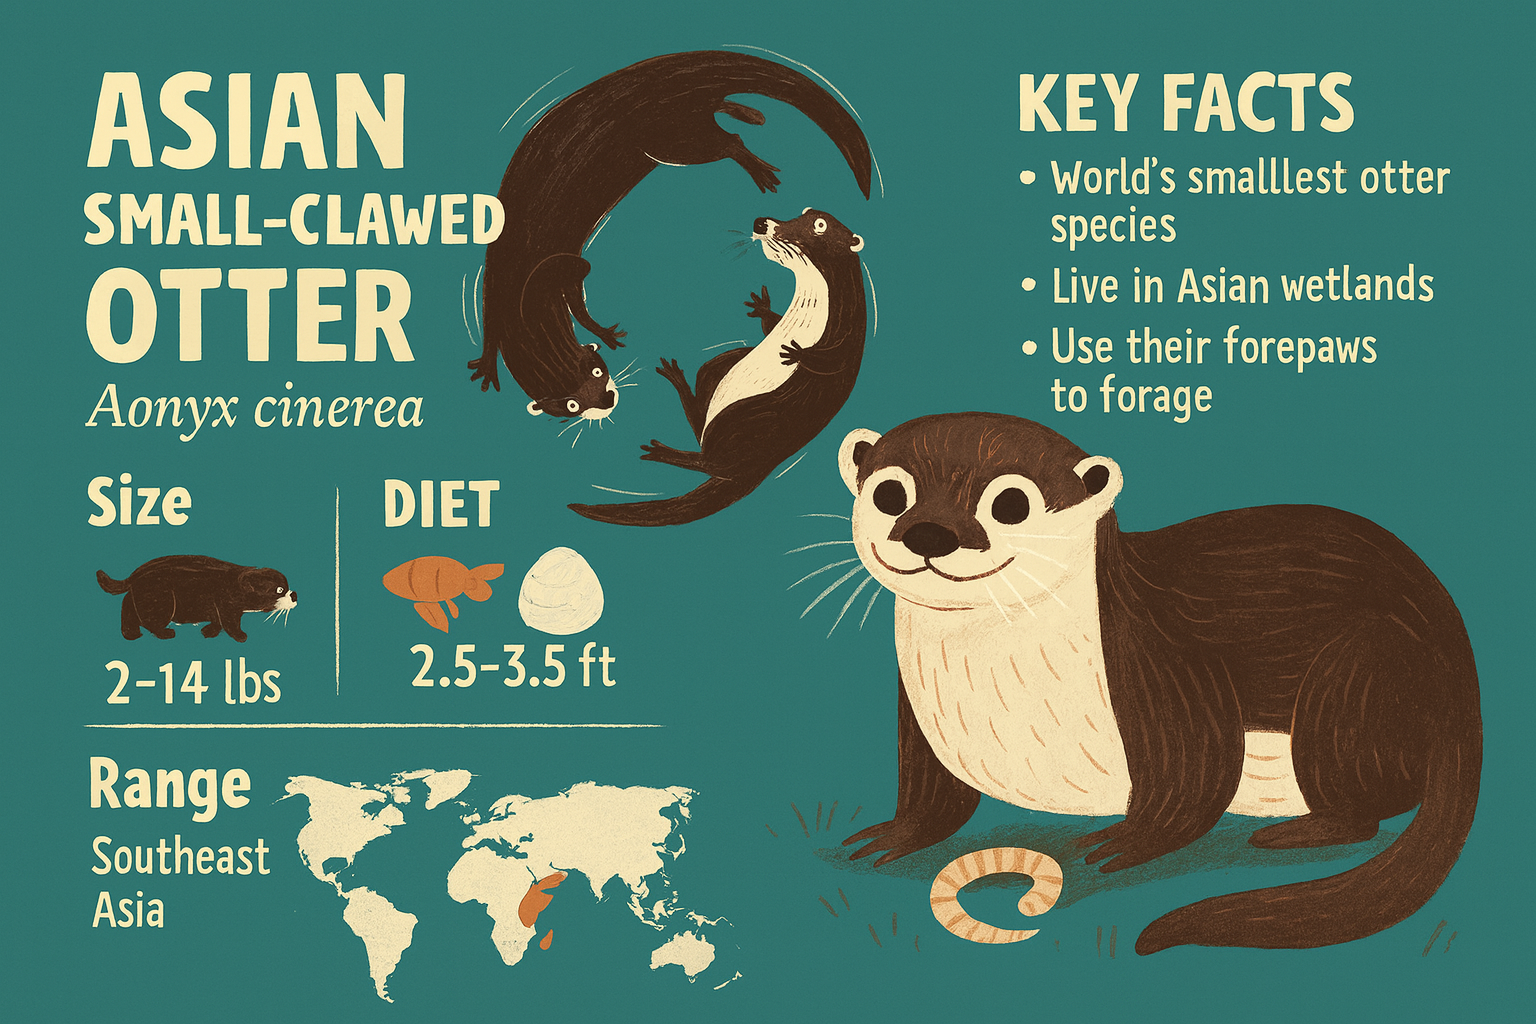 ASIAN
SMALL-CLAWED
OTTER
Aonyx cinerea
Size
2-14 lbs
DIET
2.5-3.5 ft
Range
Southeast
Asia
KEY FACTS
• World's smalllest otter
species
• Live in Asian wetlands
• Use their forepaws
to forage